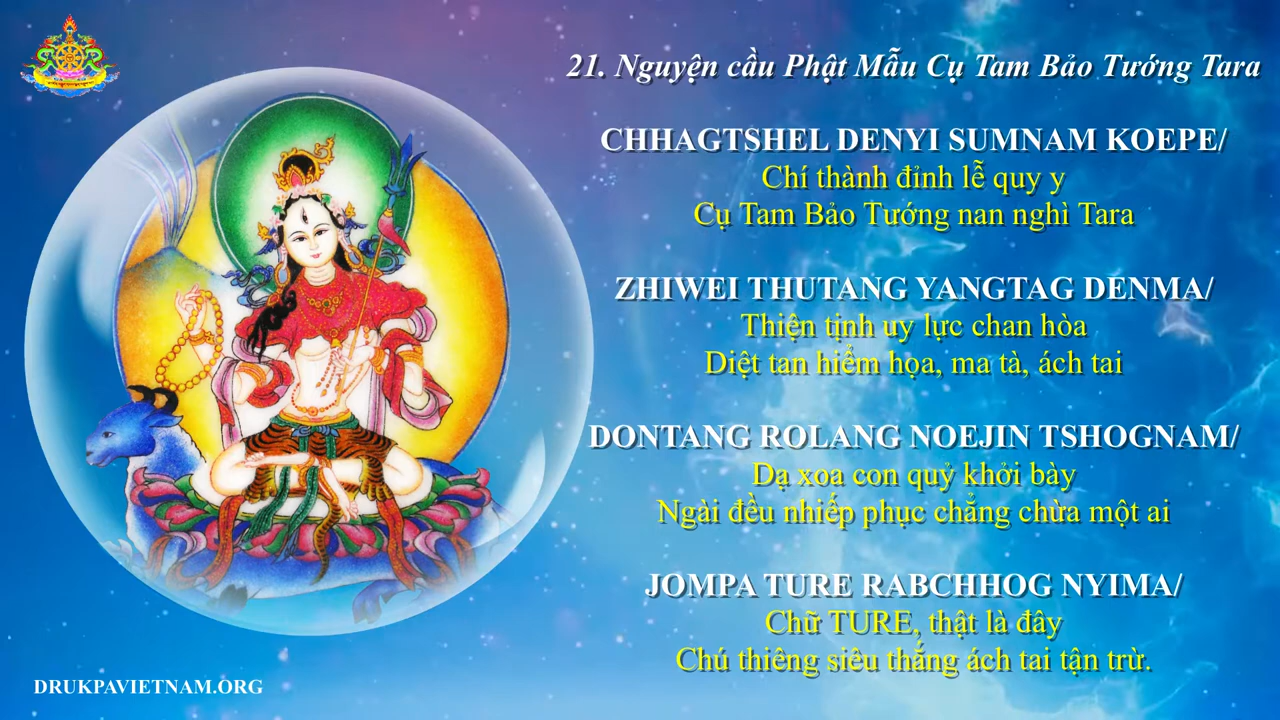 21. Nguyện cầu Phật Mẫu Cụ Tam Bảo Tướng Tara
CHHAGTSHEL DENYI SUMNAM KOEPE/
Chí thành đỉnh lễ quy y
Cụ Tam Bảo Tướng nan nghì Tara
ZHIWEI THUTANG YANGTAG DENMA/
Thiện tịnh uy lực chan hòa
Diệt tan hiểm họa, ma tà, ách tai
DONTANG ROLANG NOEJIN TSHOGNAM/
Dạ xoa con quỷ khởi bày
Ngài đều nhiếp phục chẳng chừa một ai
JOMPA TURE RABCHHOG NYIMA/
Chữ TURE, thật là đây
Chú thiêng siêu thắng ách tai tận trừ.
DRUKPAVIETNAM.ORG